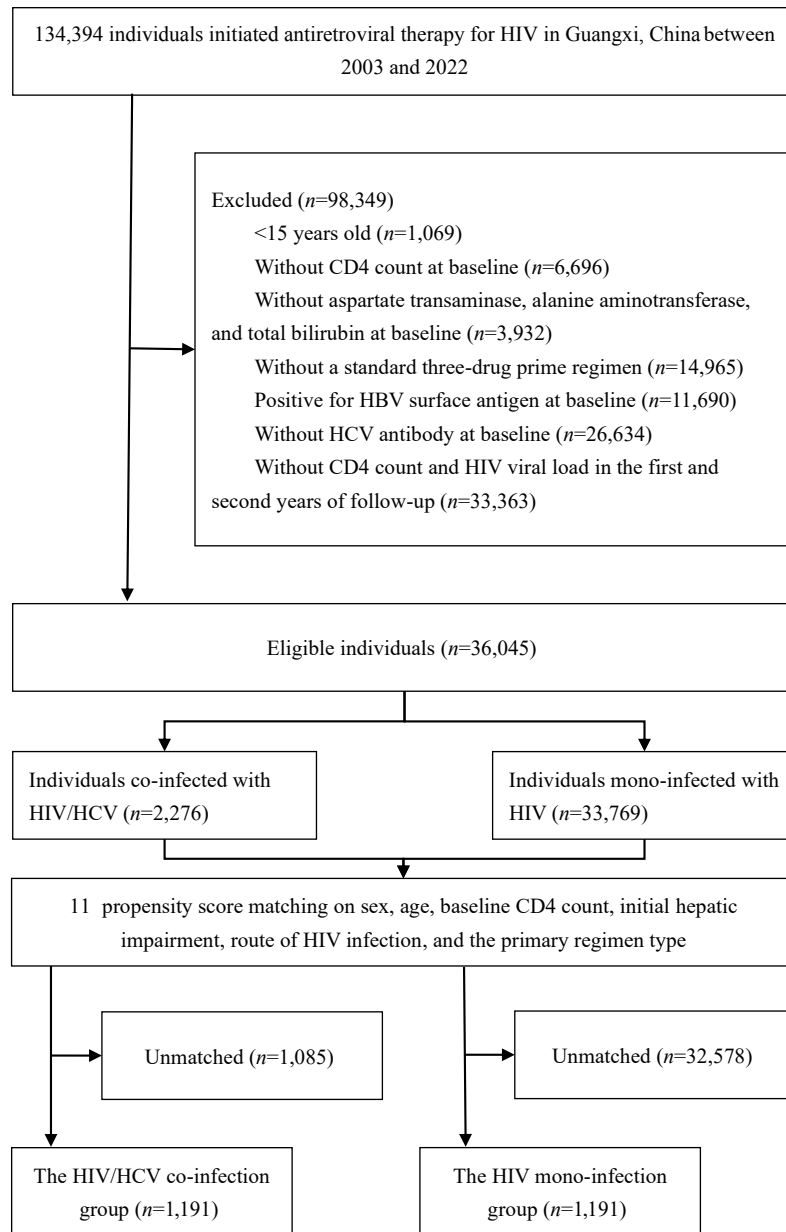 134,394 individuals initiated antiretroviral therapy for HIV in Guangxi, China between
2003 and 2022
Excluded (n=98,349)
<15 years old (n=1,069)
Without CD4 count at baseline (n=6,696)
Without aspartate transaminase, alanine aminotransferase,
and total bilirubin at baseline (n=3,932)
Without a standard three-drug prime regimen (n=14,965)
Positive for HBV surface antigen at baseline (n=11,690)
Without HCV antibody at baseline (n=26,634)
Without CD4 count and HIV viral load in the first and
second years of follow-up (n=33,363)
Eligible individuals (n=36,045)
Individuals co-infected with
HIV/HCV (n=2,276)
Individuals mono-infected with
HIV (n=33,769)
11 propensity score matching on sex, age, baseline CD4 count, initial hepatic
impairment, route of HIV infection, and the primary regimen type
Unmatched (n=1,085)
Unmatched (n=32,578)
The HIV/HCV co-infection
group (n=1,191)
The HIV mono-infection
group (n=1,191)